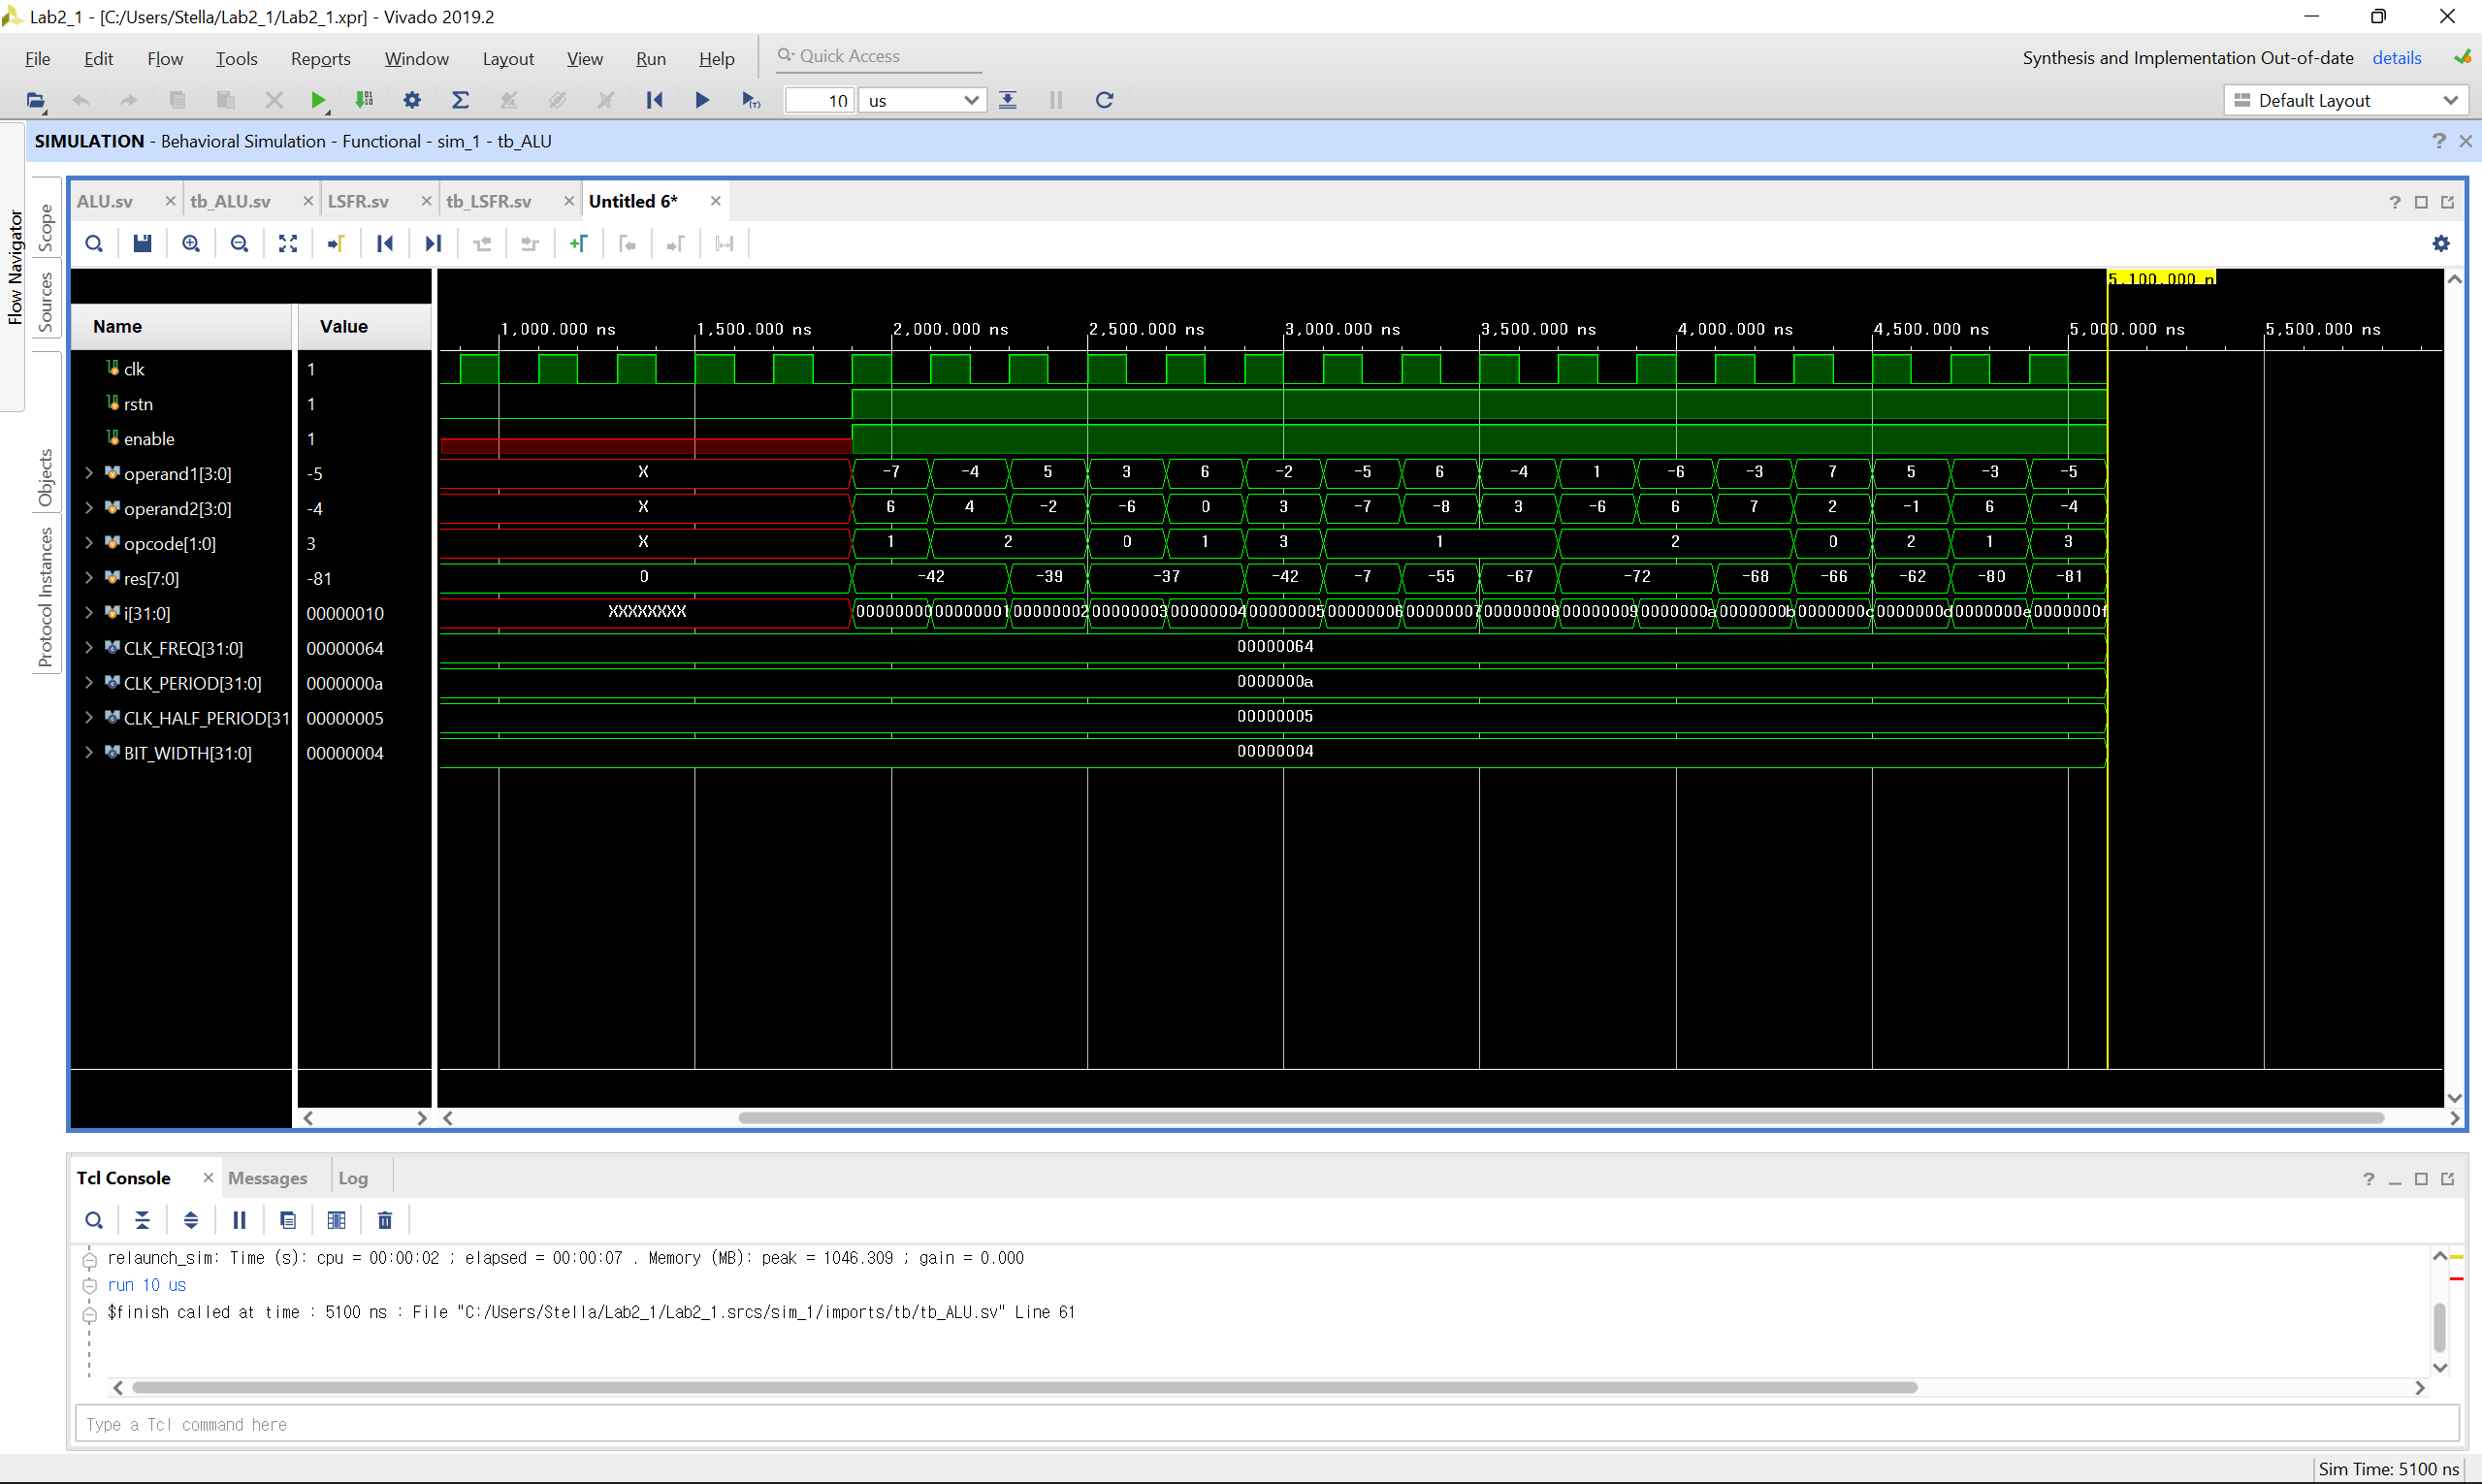 Lab2_1 - [C:/Users/Stella/Lab2_1/Lab2_1.xpr] - Vivado 2019.2
File Edit Flow Tools Reports Window Layout View Run Help Quick Access Synthesis and Implementation Out-of-date details
10 us Default Layout
SIMULATION - Behavioral Simulation - Functional - sim_1 - tb_ALU
Flow Navigator
Scope
Sources
Objects
Protocol Instances
ALU.sv tb_ALU.sv LSFR.sv tb_LSFR.sv Untitled 6*
5,100.000 n
Name Value
1,000.000 ns 1,500.000 ns 2,000.000 ns 2,500.000 ns 3,000.000 ns 3,500.000 ns 4,000.000 ns 4,500.000 ns 5,000.000 ns 5,500.000 ns
clk 1
rstn 1
enable 1
operand1[3:0] -5 X -7 -4 5 3 6 -2 -5 6 -4 1 -6 -3 7 5 -3 -5
operand2[3:0] -4 X 6 4 -2 -6 0 3 -7 -8 3 -6 6 7 2 -1 6 -4
opcode[1:0] 3 X 1 2 0 1 3 1 2 0 2 1 3
res[7:0] -81 0 -42 -39 -37 -42 -7 -55 -67 -72 -68 -66 -62 -80 -81
i[31:0] 00000010 XXXXXXXX 00000000 00000001 00000002 00000003 00000004 00000005 00000006 00000007 00000008 00000009 0000000a 0000000b 0000000c 0000000d 0000000e 0000000f
CLK_FREQ[31:0] 00000064 00000064
CLK_PERIOD[31:0] 0000000a 0000000a
CLK_HALF_PERIOD[31 00000005 00000005
BIT_WIDTH[31:0] 00000004 00000004
Tcl Console Messages Log
relaunch_sim: Time (s): cpu = 00:00:02 ; elapsed = 00:00:07 . Memory (MB): peak = 1046.309 ; gain = 0.000
run 10 us
$finish called at time : 5100 ns : File "C:/Users/Stella/Lab2_1/Lab2_1.srcs/sim_1/imports/tb/tb_ALU.sv" Line 61
Type a Tcl command here
Sim Time: 5100 ns